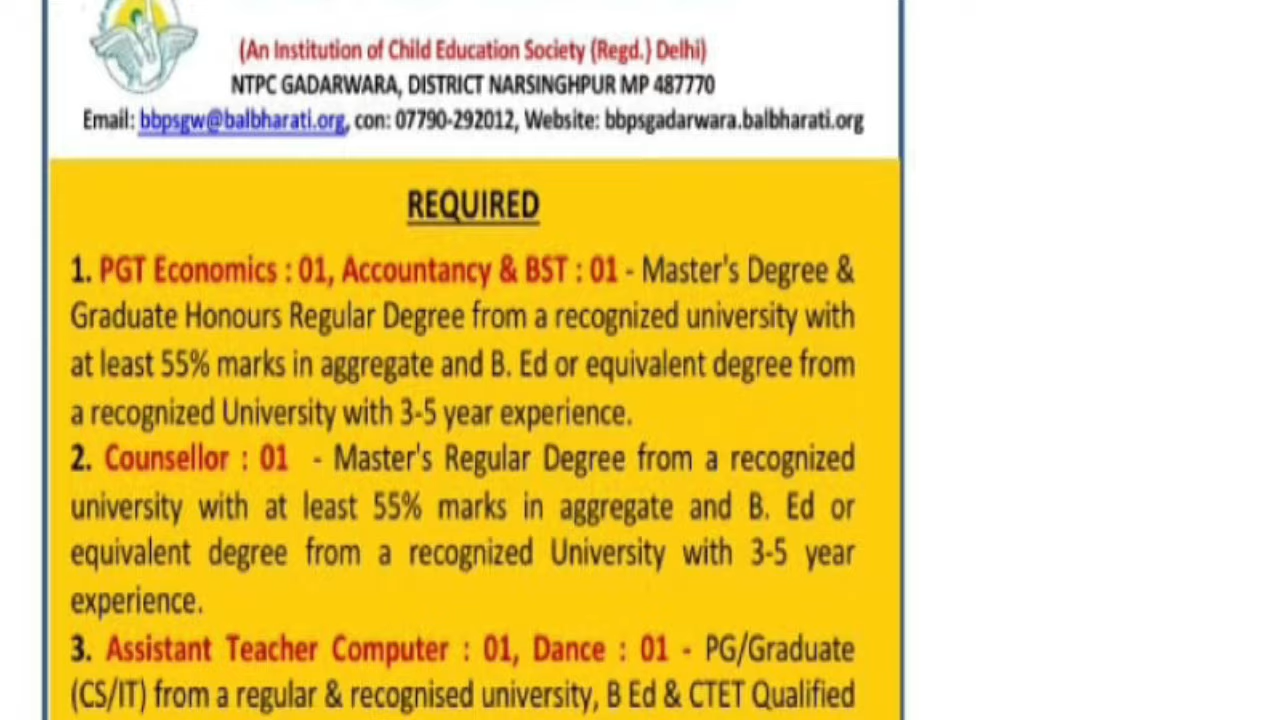 (An Institution of Child Education Society (Regd.) Delhi)
NTPC GADARWARA, DISTRICT NARSINGHPUR MP 487770
Email: bbpsgw@balbharati.org, con: 07790-292012, Website: bbpsgadarwara.balbharati.org
REQUIRED
1. PGT Economics : 01, Accountancy & BST : 01 - Master's Degree &
Graduate Honours Regular Degree from a recognized university with
at least 55% marks in aggregate and B. Ed or equivalent degree from
a recognized University with 3-5 year experience.
2. Counsellor : 01 - Master's Regular Degree from a recognized
university with at least 55% marks in aggregate and B. Ed or
equivalent degree from a recognized University with 3-5 year
experience.
3. Assistant Teacher Computer : 01, Dance : 01 - PG/Graduate
(CS/IT) from a regular & recognised university, B Ed & CTET Qualified